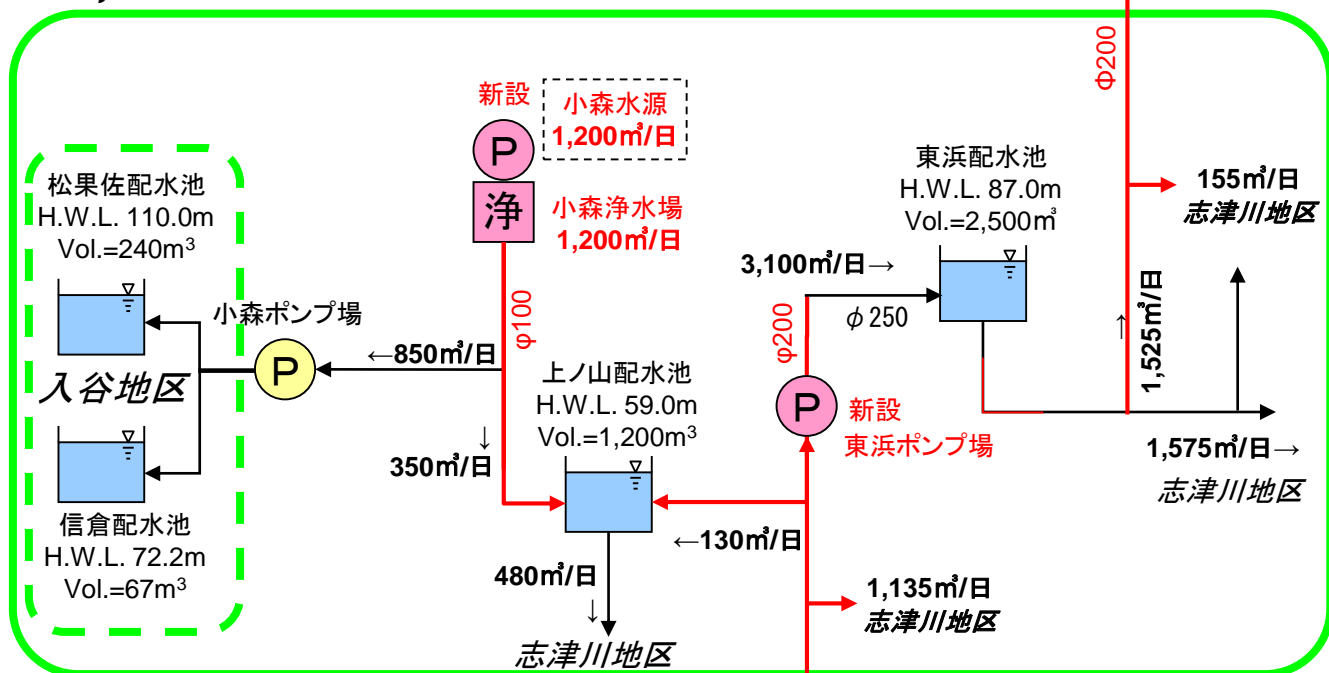 新設
小森水源
1,200㎥/日
P
浄
小森浄水場
1,200㎥/日
φ100
松果佐配水池
H.W.L. 110.0m
Vol.=240m³
小森ポンプ場
P
入谷地区
信倉配水池
H.W.L. 72.2m
Vol.=67m³
←850㎥/日
↓
350㎥/日
上ノ山配水池
H.W.L. 59.0m
Vol.=1,200m³
480㎥/日
↓
志津川地区
←130㎥/日
1,135㎥/日
志津川地区
P
新設
東浜ポンプ場
φ200
3,100㎥/日→
φ250
東浜配水池
H.W.L. 87.0m
Vol.=2,500㎥
Φ200
155㎥/日
志津川地区
↑
1,525㎥/日
1,575㎥/日→
志津川地区